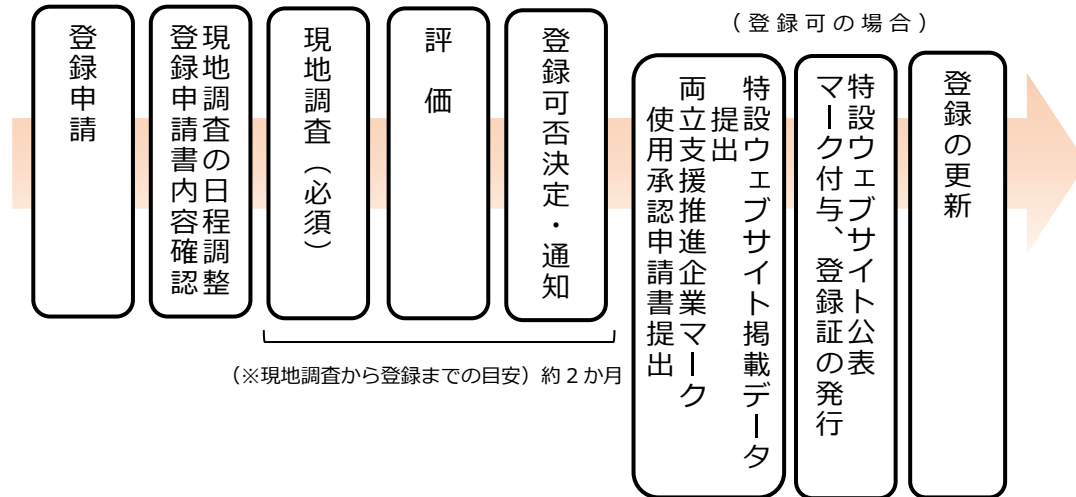 登録申請
現地調査の日程調整
登録申請書内容確認
現地調査（必須）
評価
登録可否決定・通知
（登録可の場合）
特設ウェブサイト掲載データ
提出
両立支援推進企業マーク
使用承認申請書提出
特設ウェブサイト公表
マーク付与、登録証の発行
登録の更新
（※現地調査から登録までの目安）約２か月